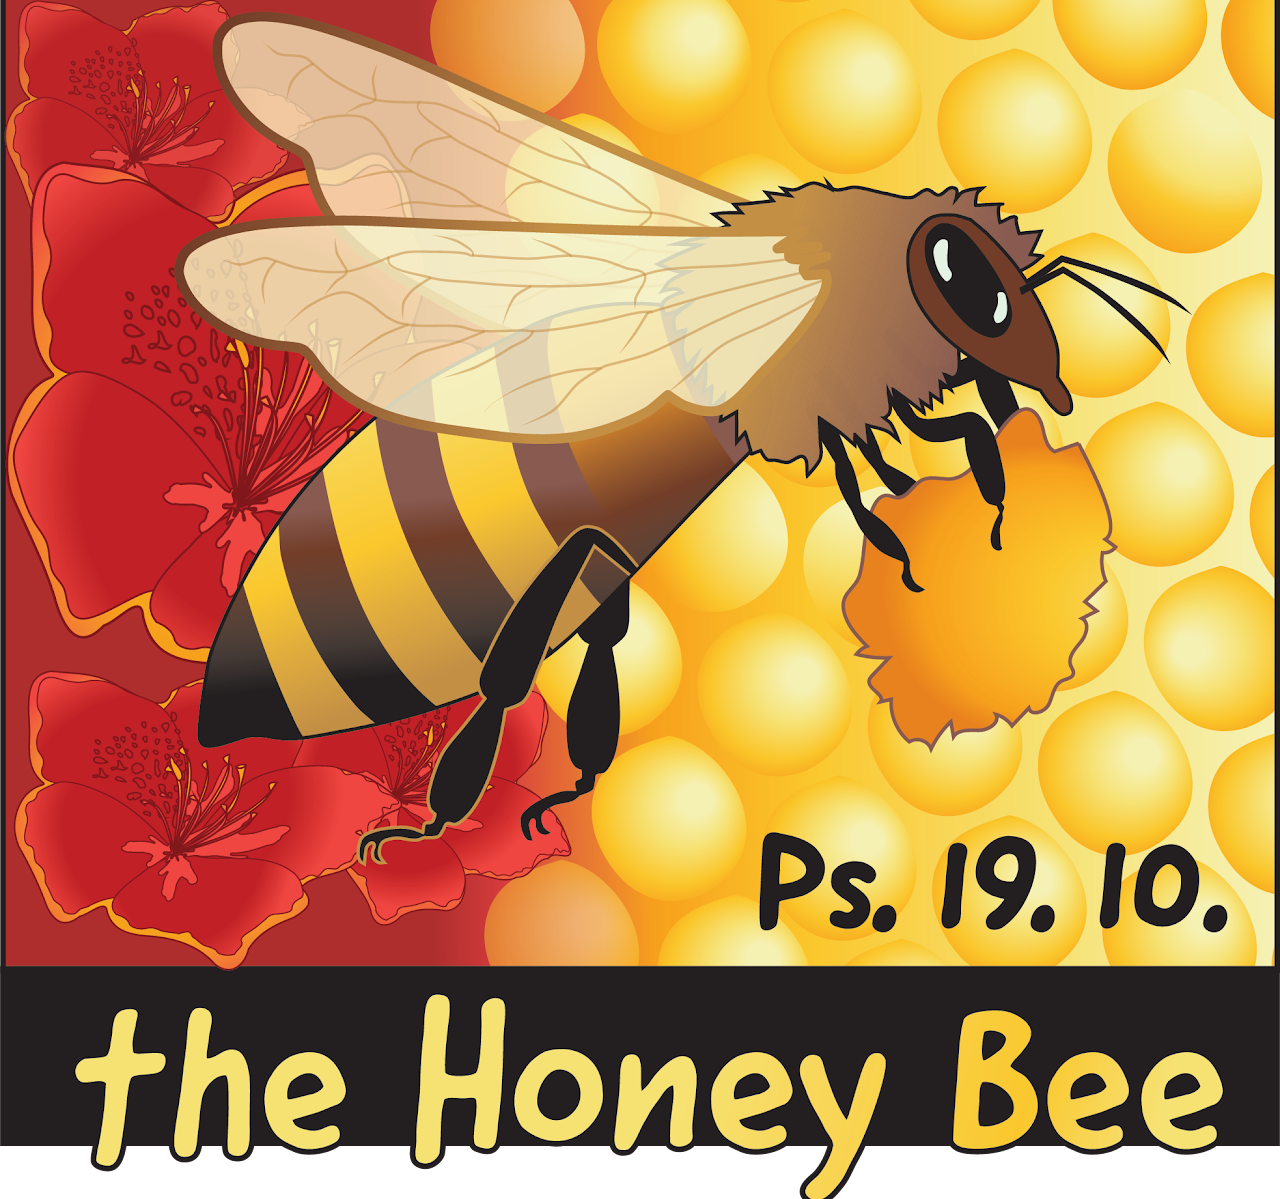 Ps. 19. 10.
the Honey Bee